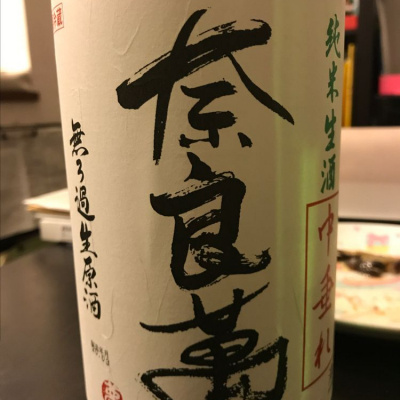 純米生酒
中垂れ
奈良萬
無ろ過生原酒